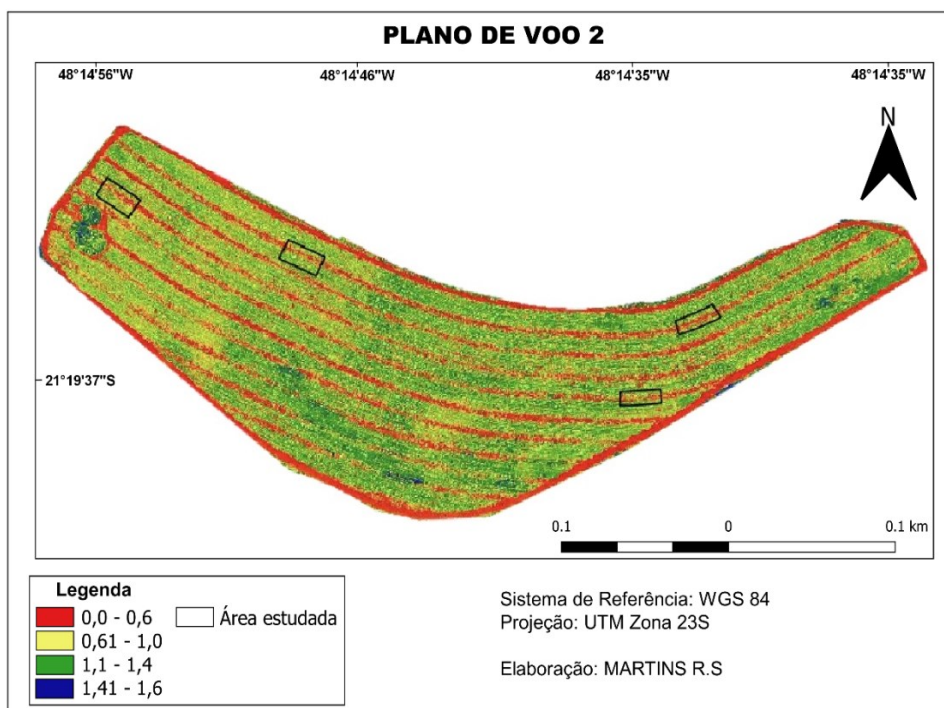 PLANO DE VOO 2
48°14'56"W 48°14'46"W 48°14'35"W 48°14'35"W
N
21°19'37"S
0.1 0 0.1 km
Legenda
0,0 - 0,6 Área estudada
0,61 - 1,0
1,1 - 1,4
1,41 - 1,6
Sistema de Referência: WGS 84
Projeção: UTM Zona 23S
Elaboração: MARTINS R.S